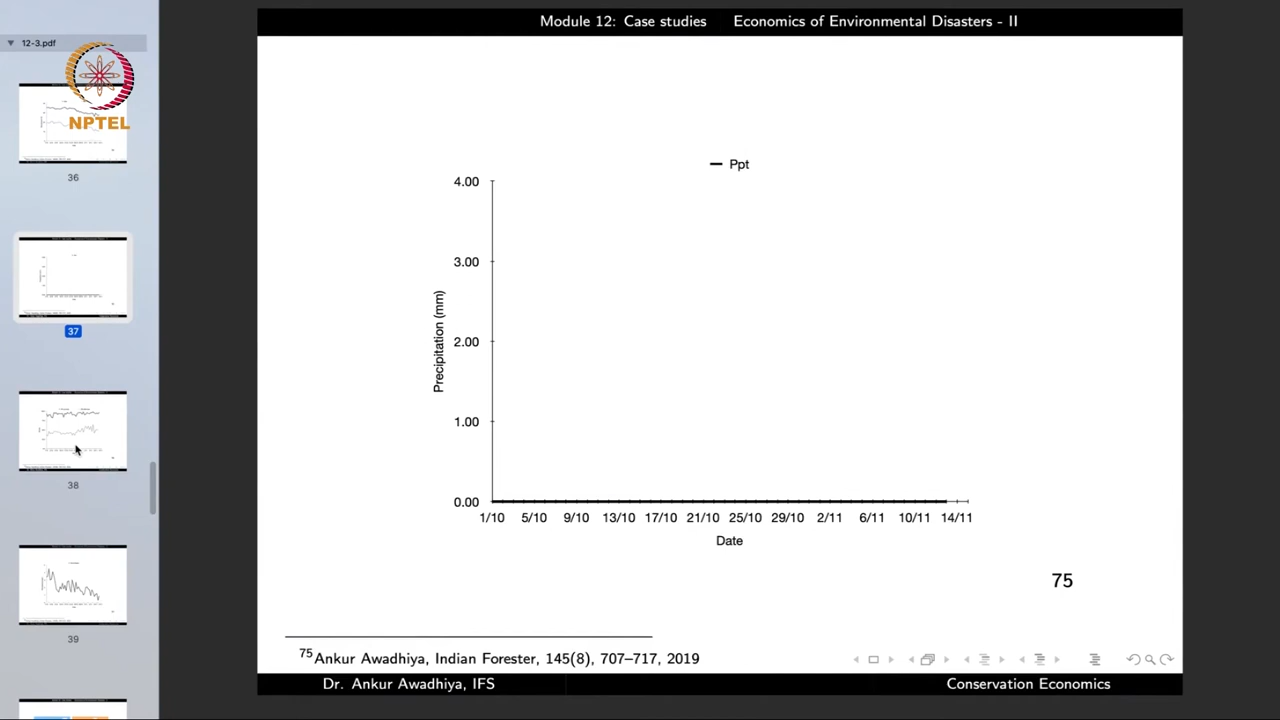 Module 12: Case studies Economics of Environmental Disasters - II
12-3.pdf
NPTEL
36
37
38
39
Ppt
4.00
3.00
2.00
1.00
0.00
Precipitation (mm)
1/10 5/10 9/10 13/10 17/10 21/10 25/10 29/10 2/11 6/11 10/11 14/11
Date
75
75 Ankur Awadhiya, Indian Forester, 145(8), 707–717, 2019
Dr. Ankur Awadhiya, IFS Conservation Economics